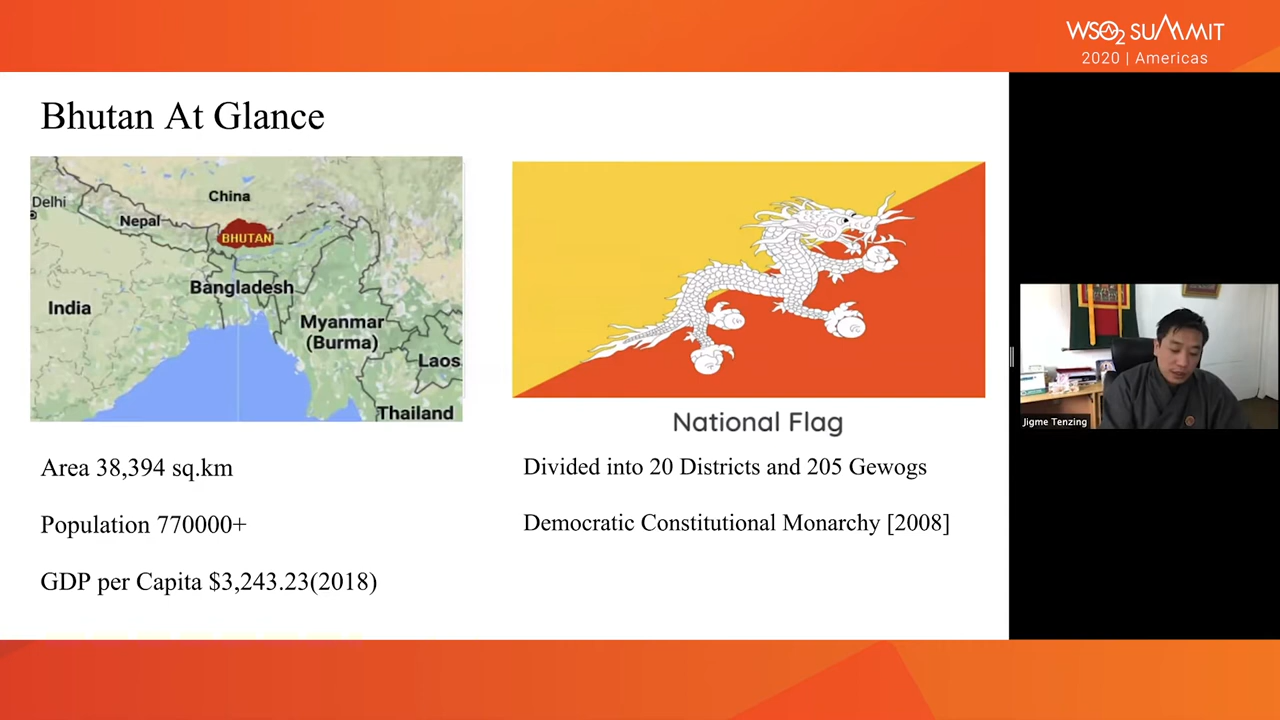 WSO2 SUMMIT
2020 | Americas
Bhutan At Glance
China
Delhi
Nepal
BHUTAN
Bangladesh
India
Myanmar
(Burma)
Laos
Thailand
National Flag
Area 38,394 sq.km
Population 770000+
GDP per Capita $3,243.23(2018)
Divided into 20 Districts and 205 Gewogs
Democratic Constitutional Monarchy [2008]
Jigme Tenzing